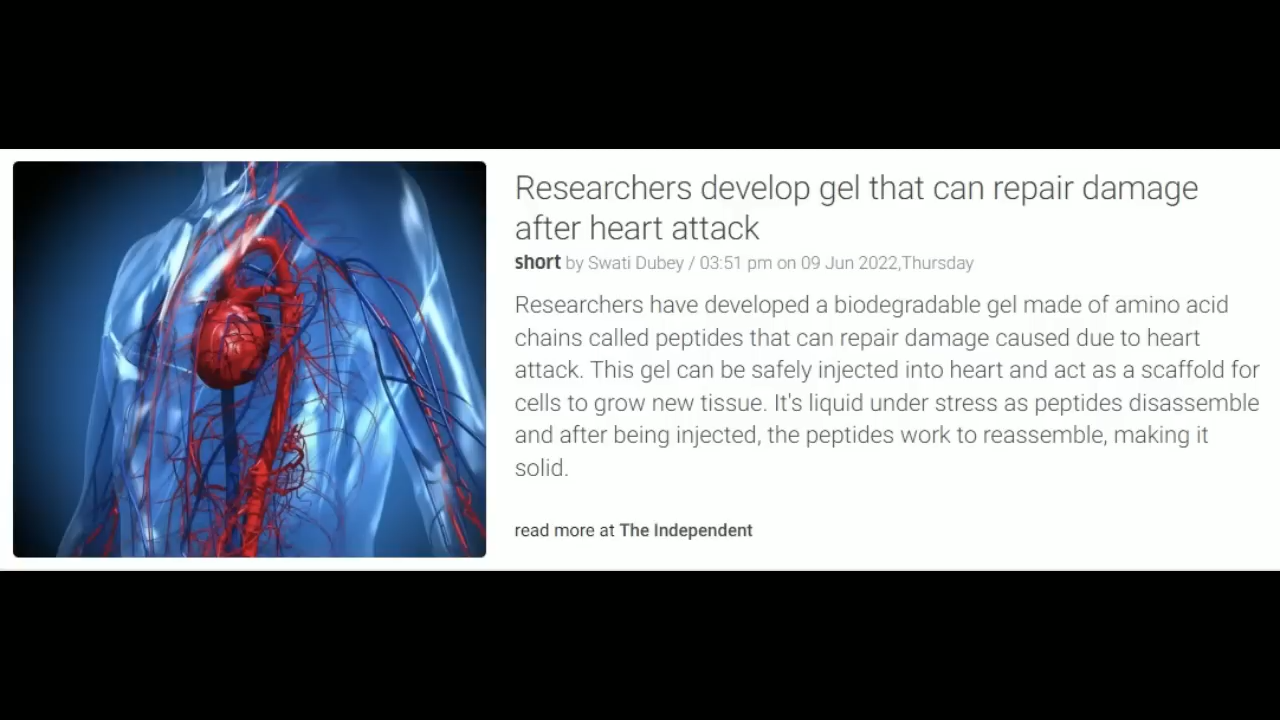 Researchers develop gel that can repair damage
after heart attack
short by Swati Dubey / 03:51 pm on 09 Jun 2022,Thursday
Researchers have developed a biodegradable gel made of amino acid
chains called peptides that can repair damage caused due to heart
attack. This gel can be safely injected into heart and act as a scaffold for
cells to grow new tissue. It's liquid under stress as peptides disassemble
and after being injected, the peptides work to reassemble, making it
solid.
read more at The Independent